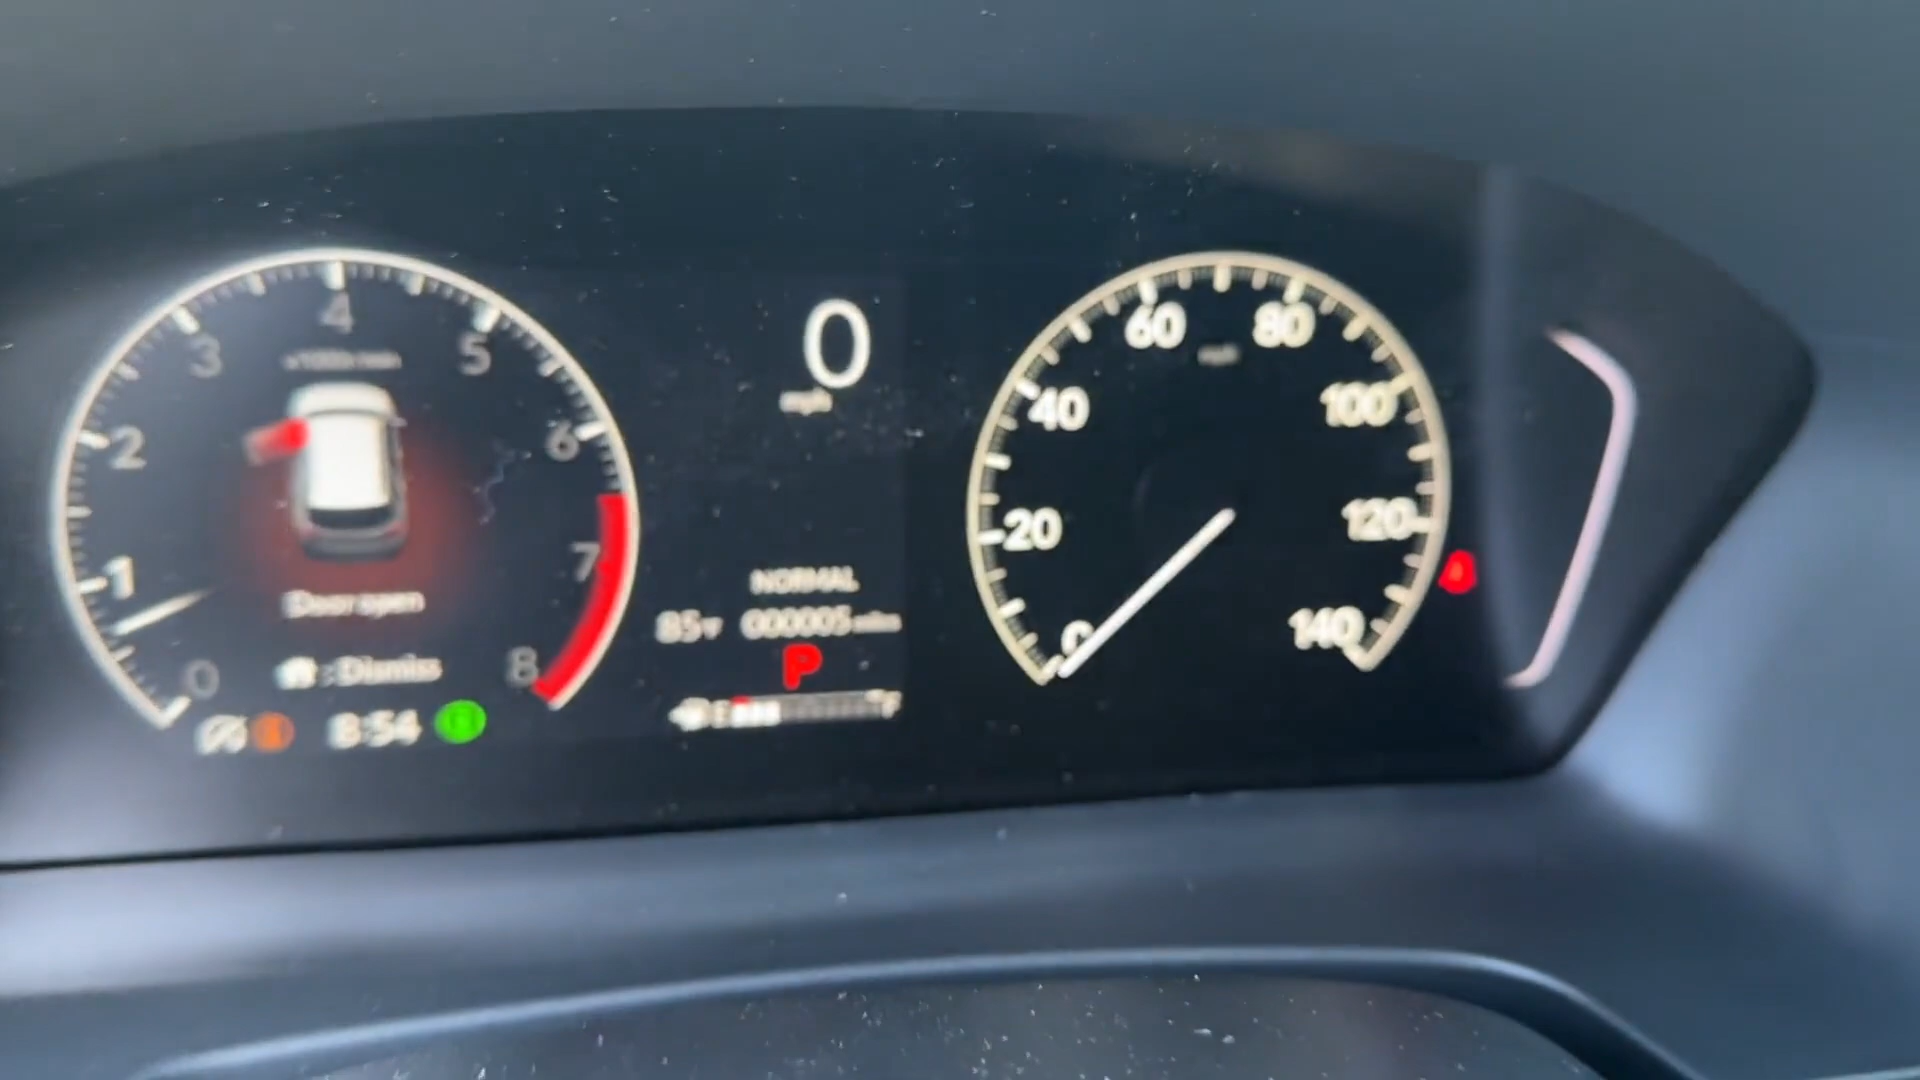 4
3
5
2
6
1
7
0
8
x1000r/min
Door open
: Dismiss
8:54
0
mph
NORMAL
85°F 000005 miles
P
E F
60 80
mph
40 100
20 120
0 140